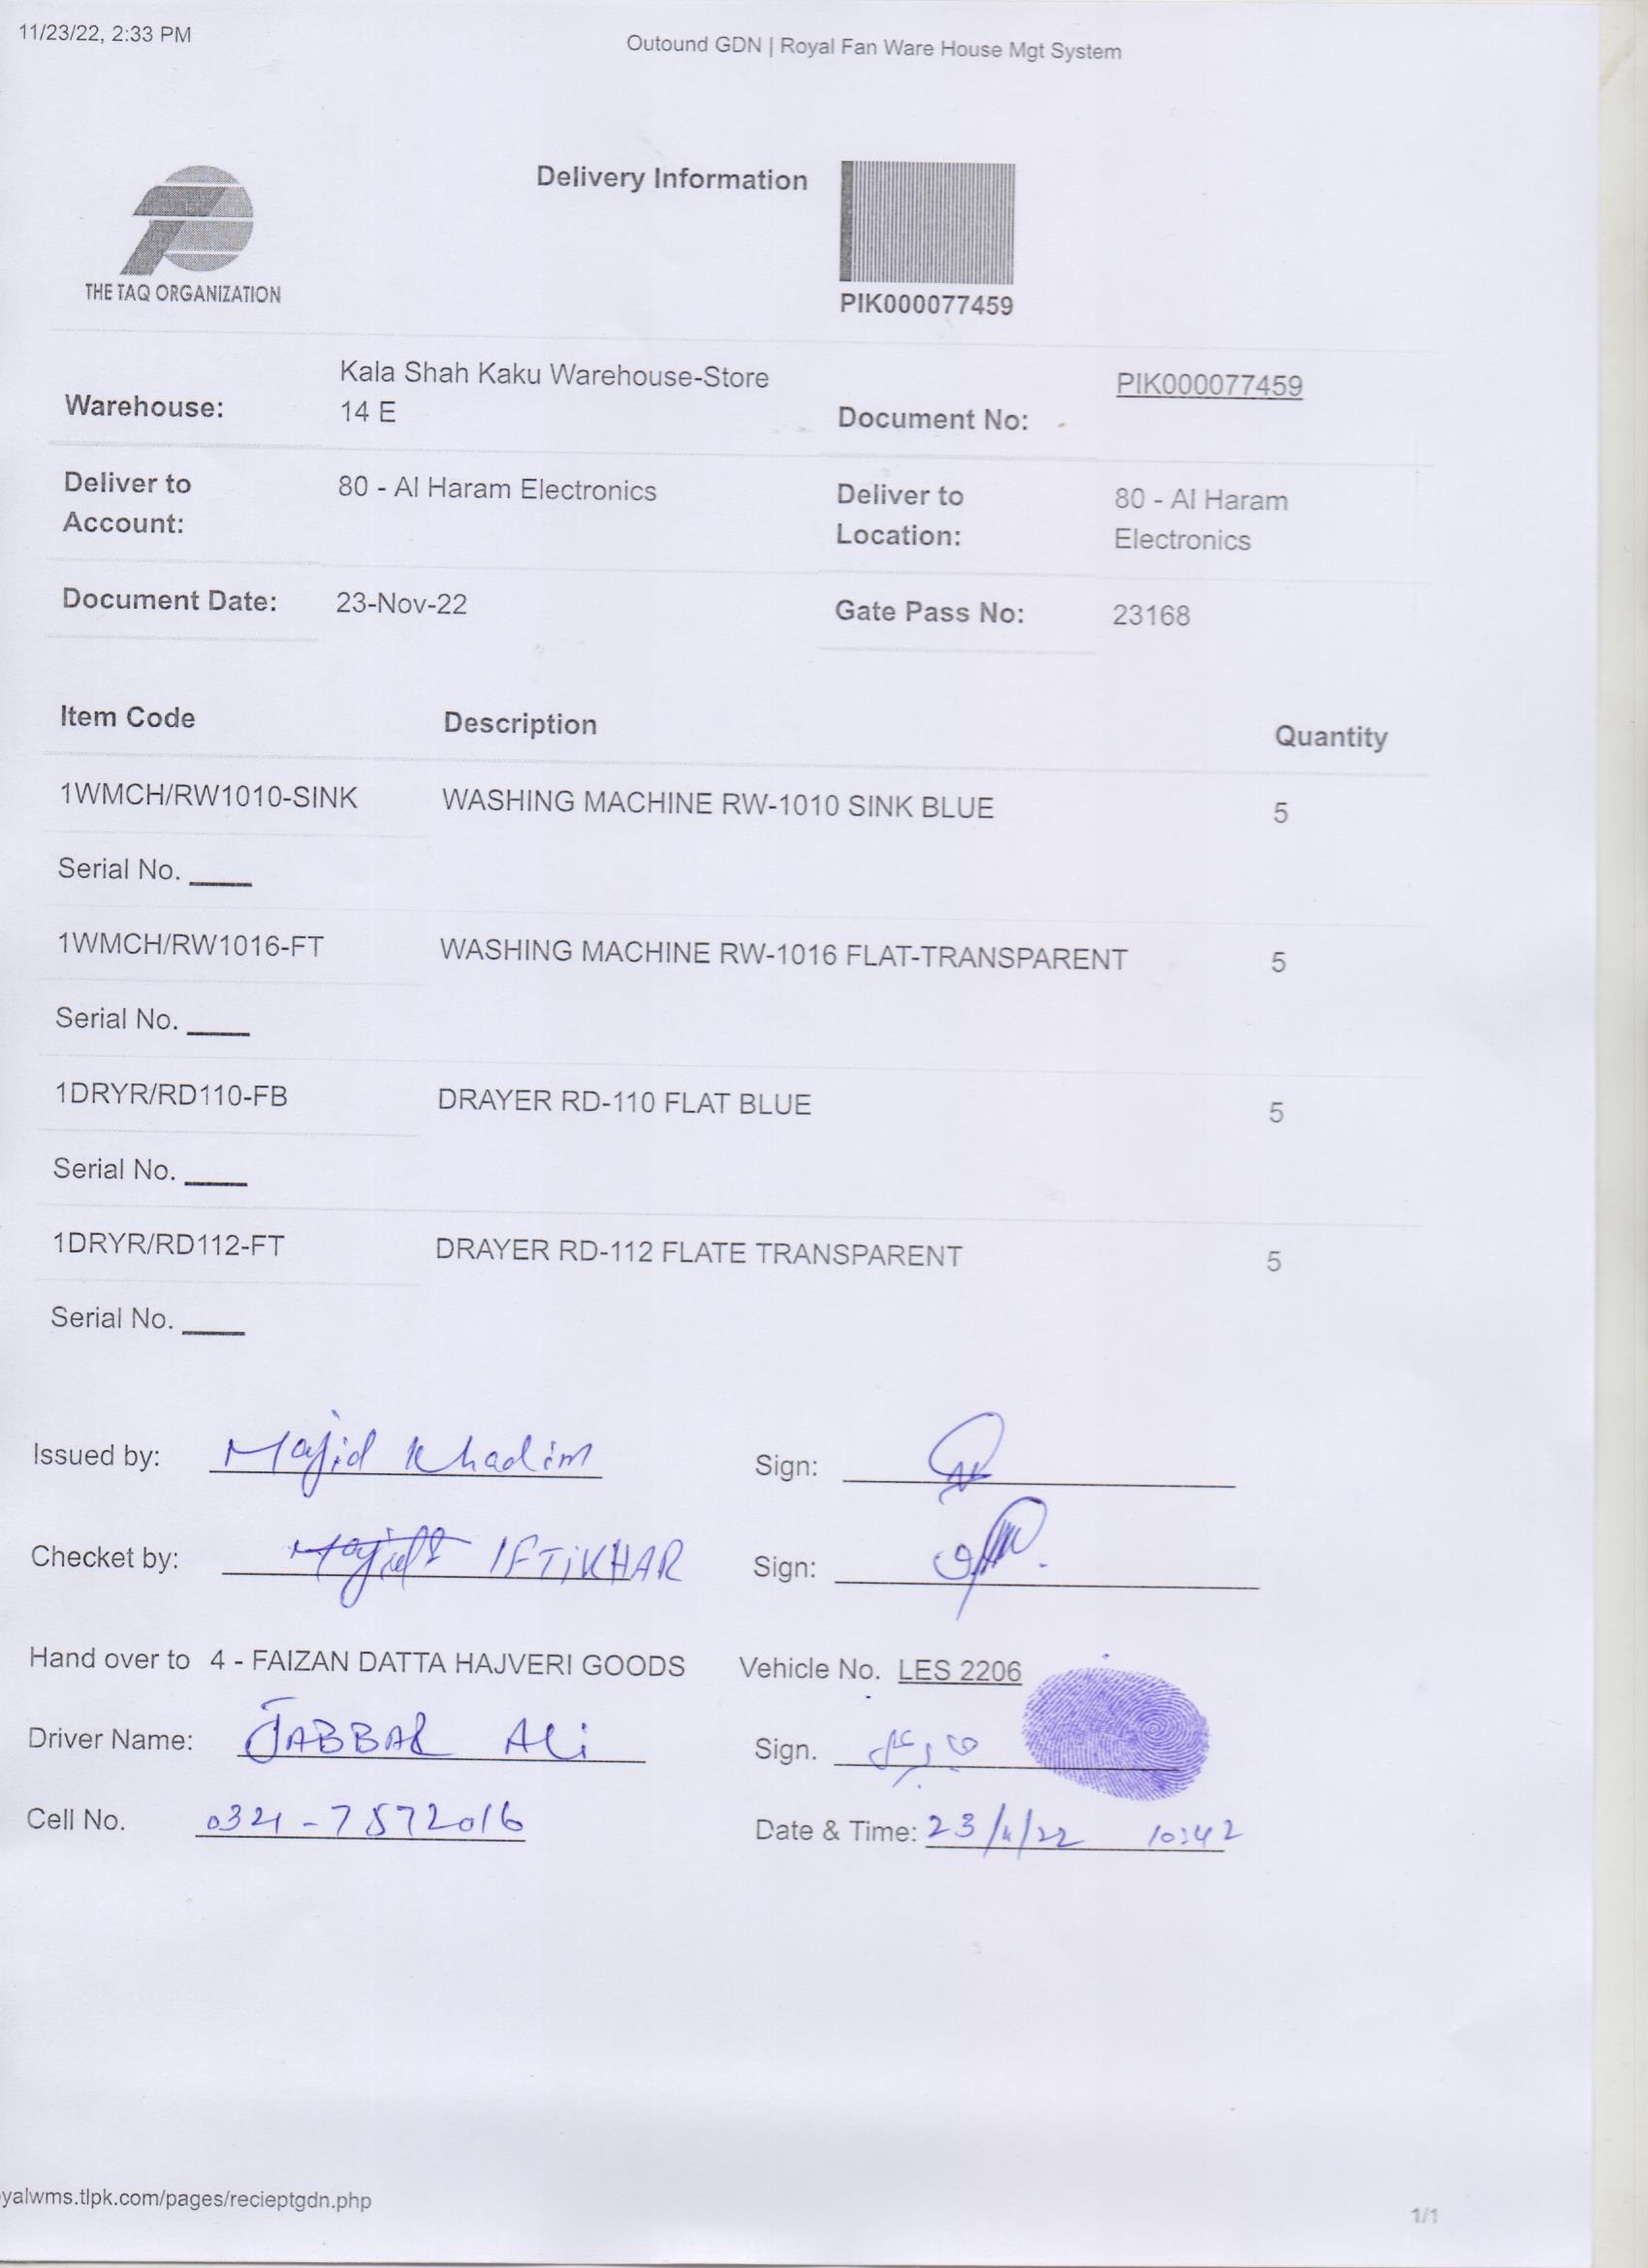 11/23/22, 2:33 PM
Outound GDN | Royal Fan Ware House Mgt System
Delivery Information
THE TAQ ORGANIZATION
PIK000077459
Warehouse: Kala Shah Kaku Warehouse-Store 14 E
Document No: PIK000077459
Deliver to Account: 80 - Al Haram Electronics
Deliver to Location: 80 - Al Haram Electronics
Document Date: 23-Nov-22
Gate Pass No: 23168
Item Code Description Quantity
1WMCH/RW1010-SINK WASHING MACHINE RW-1010 SINK BLUE 5
Serial No. ____
1WMCH/RW1016-FT WASHING MACHINE RW-1016 FLAT-TRANSPARENT 5
Serial No. ____
1DRYR/RD110-FB DRAYER RD-110 FLAT BLUE 5
Serial No. ____
1DRYR/RD112-FT DRAYER RD-112 FLATE TRANSPARENT 5
Serial No. ____
Issued by: Majid Khadim Sign:
Checket by: IFTIKHAR Sign:
Hand over to 4 - FAIZAN DATTA HAJVERI GOODS Vehicle No. LES 2206
Driver Name: JABBAR ALi Sign.
Cell No. 0321-7572016 Date & Time: 23/11/22 10:42
yalwms.tlpk.com/pages/recieptgdn.php
1/1